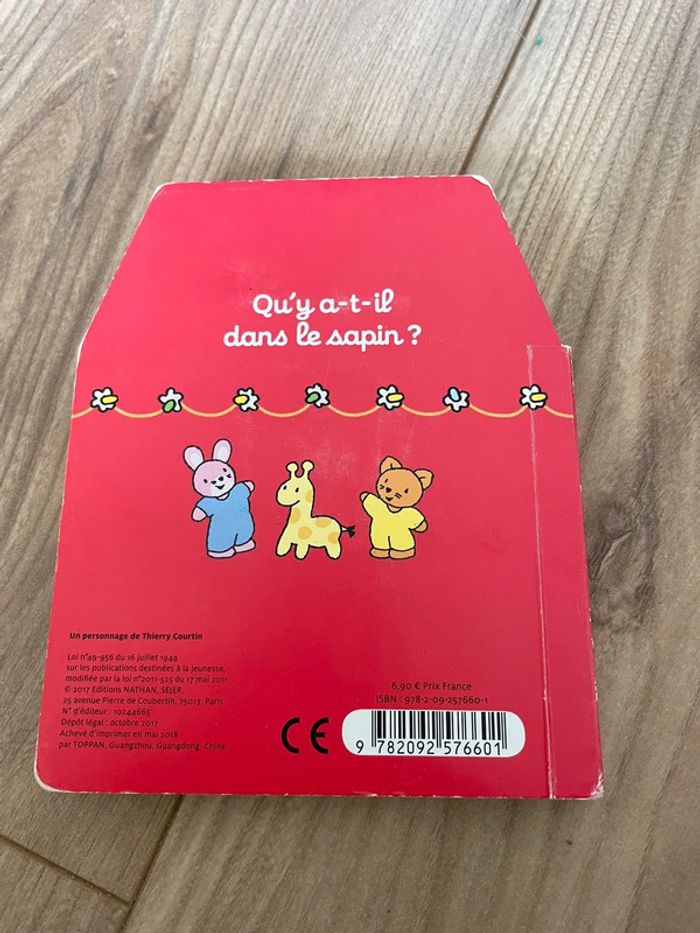 Qu'y a-t-il
dans le sapin ?
Un personnage de Thierry Courtin
Loi n°49-956 du 16 juillet 1949
sur les publications destinées à la jeunesse,
modifiée par la loi n°2011-525 du 17 mai 2011.
© 2017 Editions NATHAN, SEJER,
25 avenue Pierre de Coubertin, 75013, Paris
N° d'éditeur : 10244665
Dépôt légal : octobre 2017
Achevé d'imprimer en mai 2018
par TOPPAN, Guangzhou, Guangdong, Chine.
6,90 € Prix France
ISBN : 978-2-09-257660-1
CE
9 782092 576601